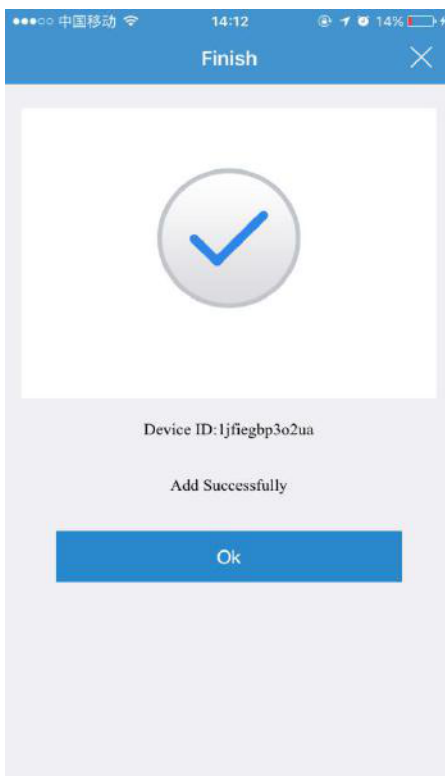 中国移动 14:12 14%
Finish
Device ID:1jfiegbp3o2ua
Add Successfully
Ok